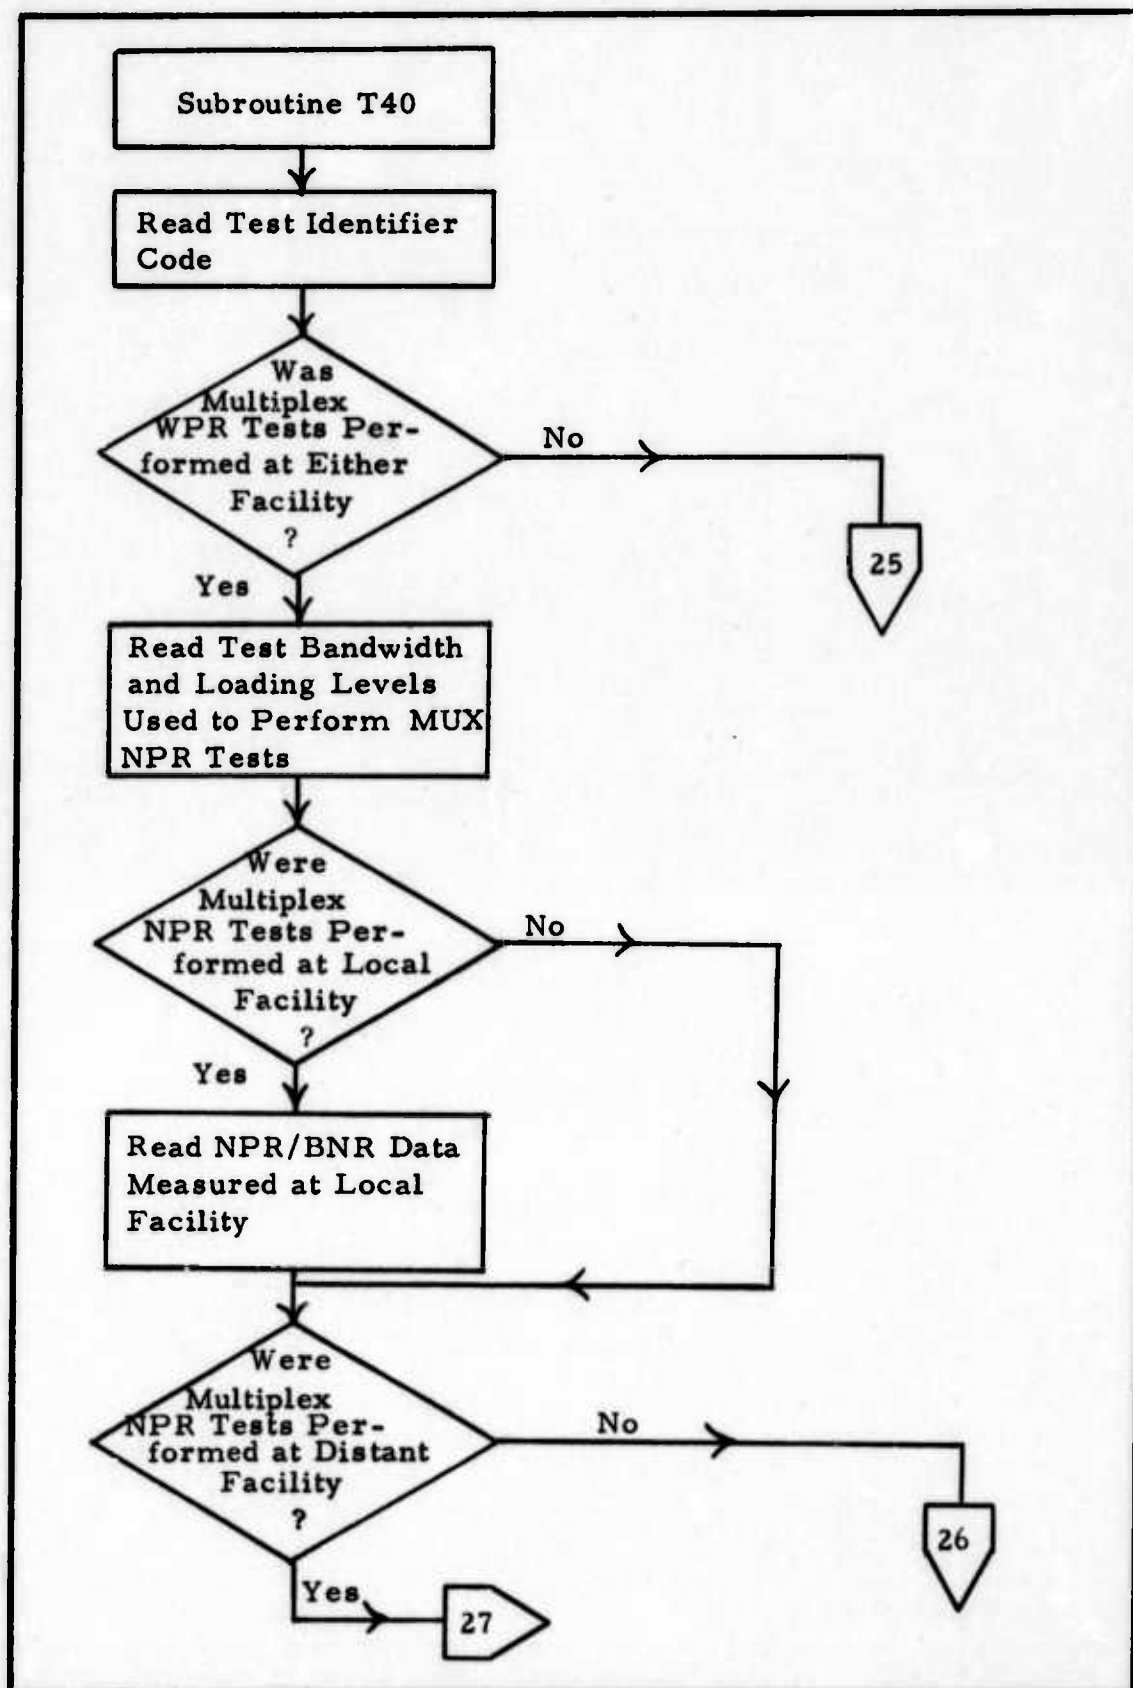 Subroutine T40
Read Test Identifier
Code
Was
Multiplex
WPR Tests Per-
formed at Either
Facility
?
No
25
Yes
Read Test Bandwidth
and Loading Levels
Used to Perform MUX
NPR Tests
Were
Multiplex
NPR Tests Per-
formed at Local
Facility
?
No
Yes
Read NPR/BNR Data
Measured at Local
Facility
Were
Multiplex
NPR Tests Per-
formed at Distant
Facility
?
No
26
Yes
27